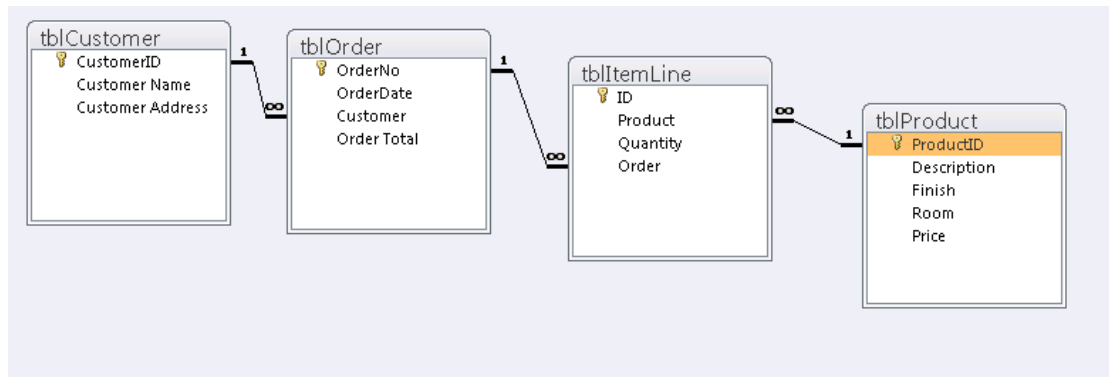 tblCustomer
CustomerID
Customer Name
Customer Address
1
∞
tblOrder
OrderNo
OrderDate
Customer
Order Total
1
∞
tblItemLine
ID
Product
Quantity
Order
∞
1
tblProduct
ProductID
Description
Finish
Room
Price